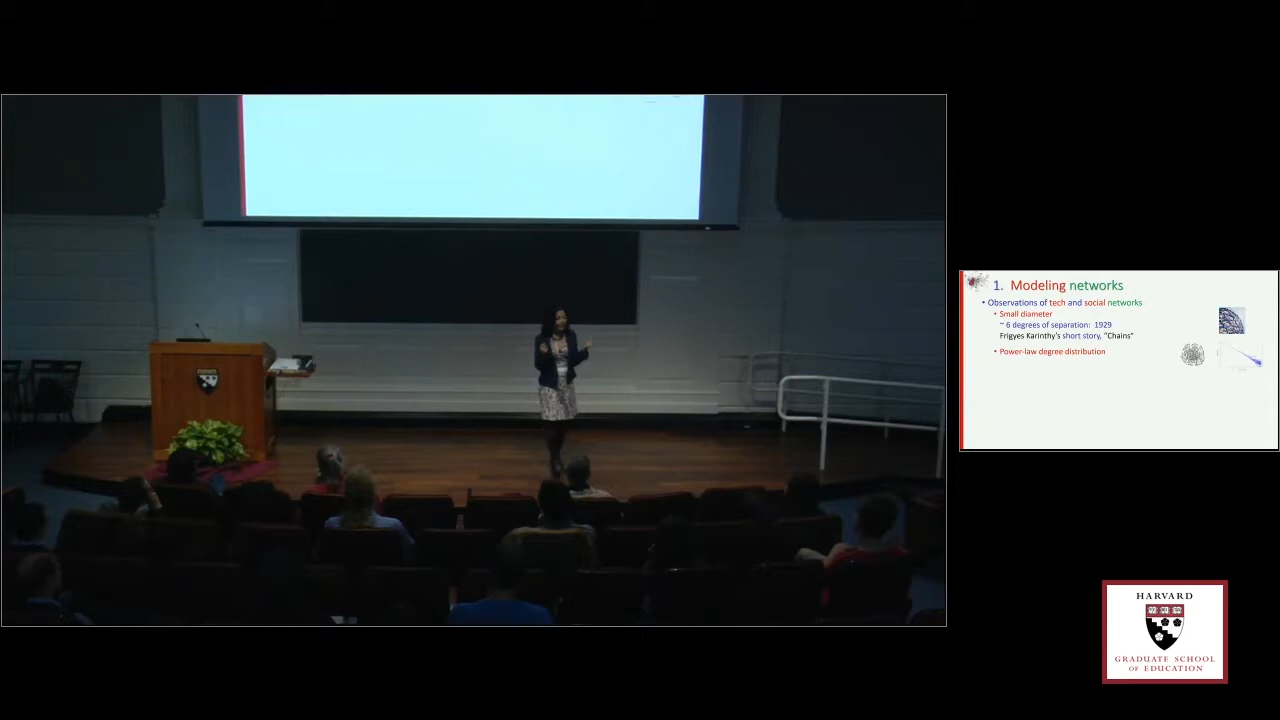 1. Modeling networks
• Observations of tech and social networks
• Small diameter
~ 6 degrees of separation: 1929
Frigyes Karinthy's short story, "Chains"
• Power-law degree distribution
HARVARD
GRADUATE SCHOOL
OF EDUCATION